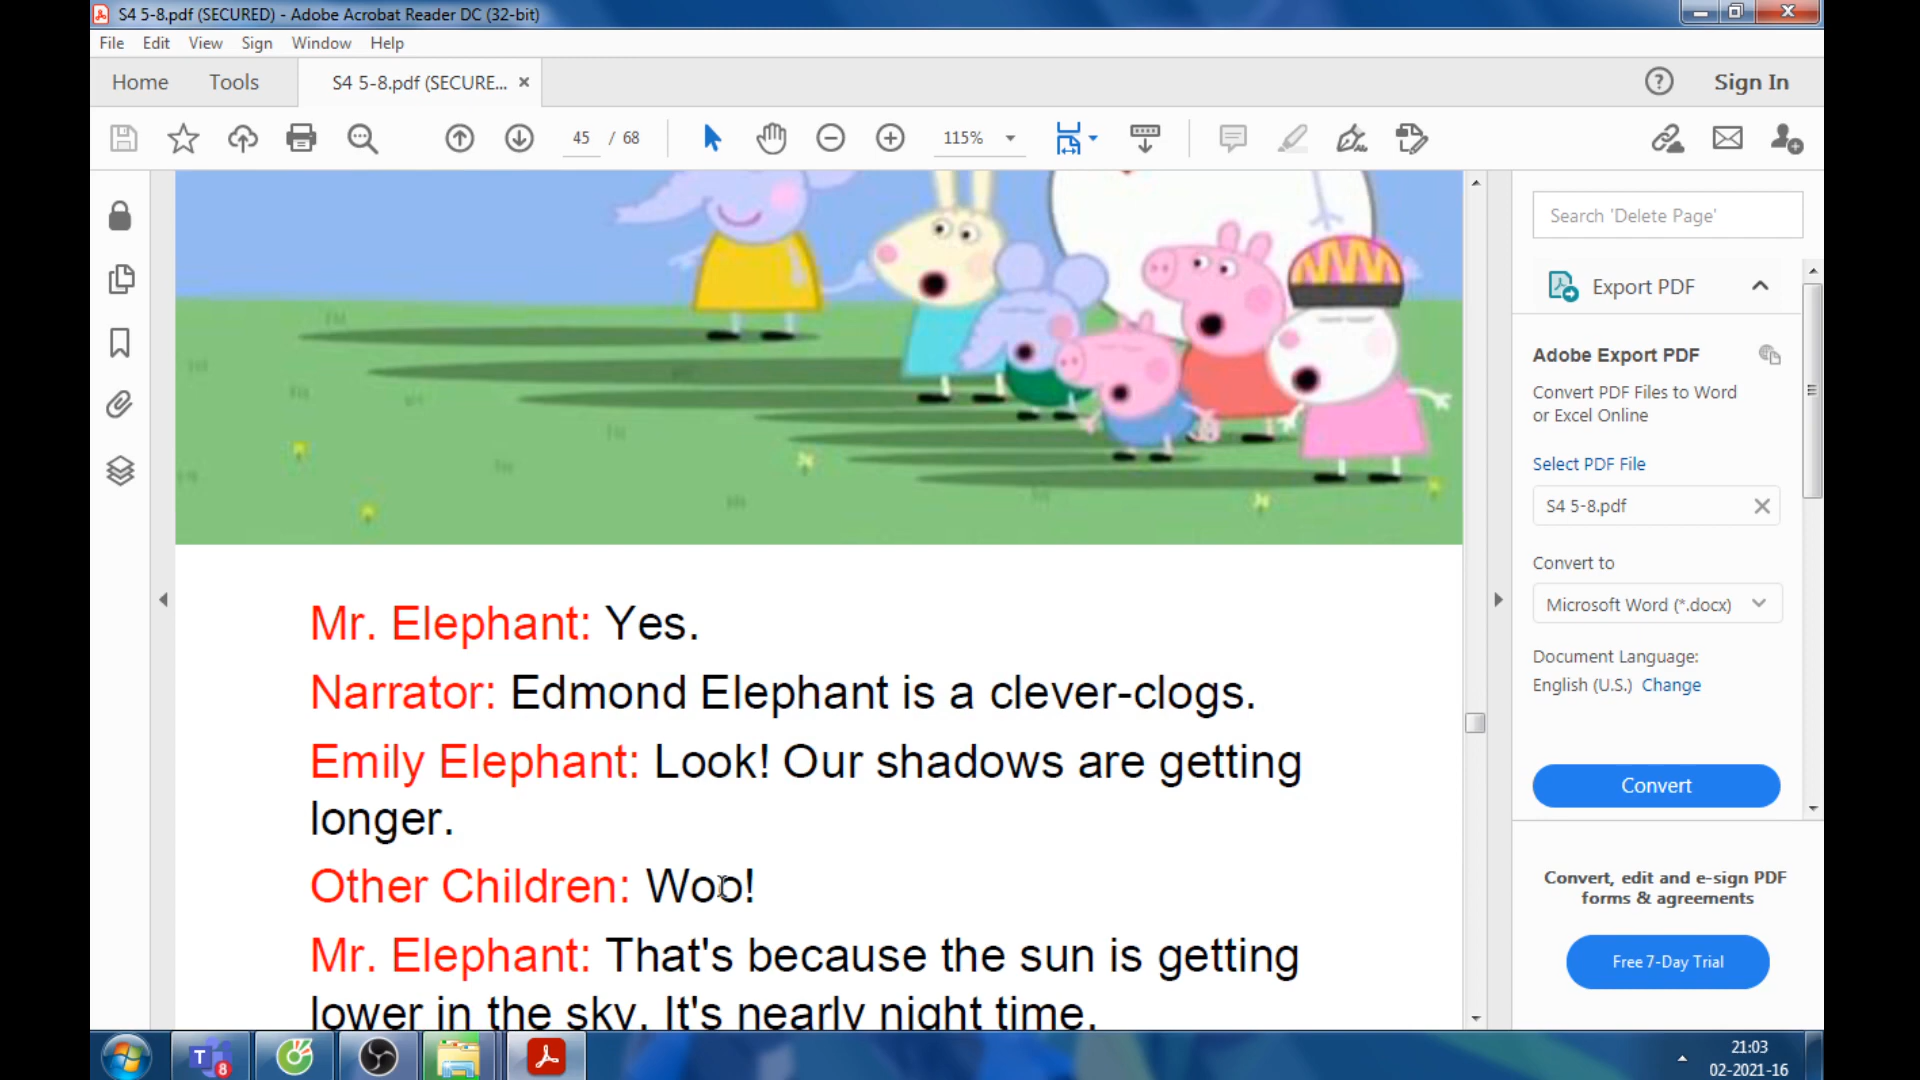 S4 5-8.pdf (SECURED) - Adobe Acrobat Reader DC (32-bit)
File Edit View Sign Window Help
Home Tools S4 5-8.pdf (SECURE... Sign In
45 / 68 115%
Search 'Delete Page'
Export PDF
Adobe Export PDF
Convert PDF Files to Word
or Excel Online
Select PDF File
S4 5-8.pdf
Convert to
Microsoft Word (*.docx)
Document Language:
English (U.S.) Change
Convert
Convert, edit and e-sign PDF
forms & agreements
Free 7-Day Trial
Mr. Elephant: Yes.
Narrator: Edmond Elephant is a clever-clogs.
Emily Elephant: Look! Our shadows are getting
longer.
Other Children: Woo!
Mr. Elephant: That's because the sun is getting
lower in the sky. It's nearly night time.
8
21:03
02-2021-16